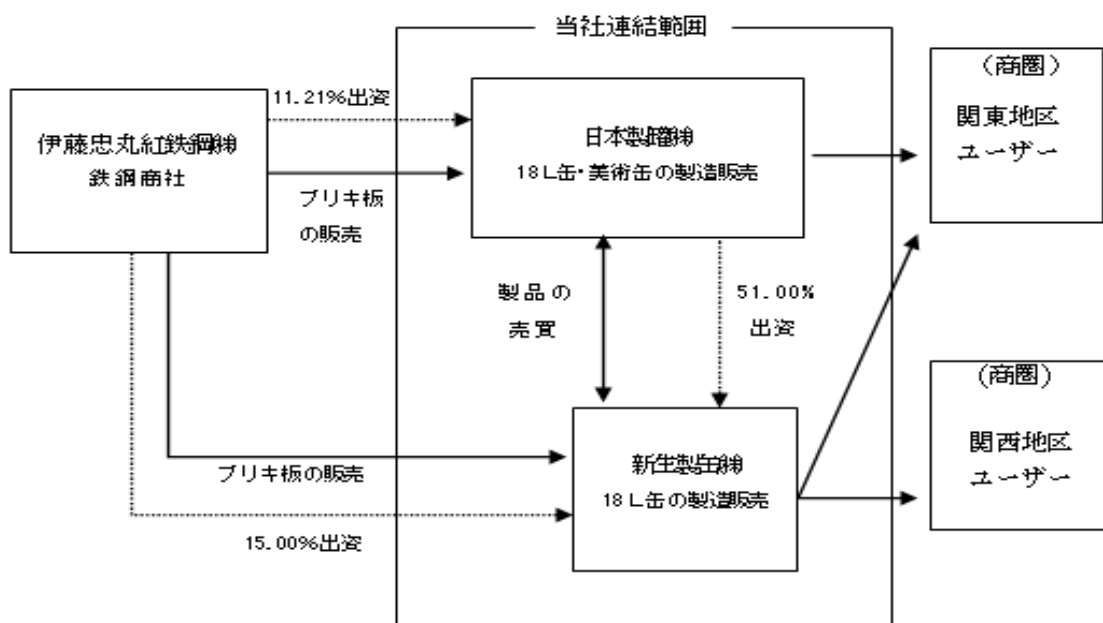 当社連結範囲
11.21%出資
伊藤忠丸紅鉄鋼㈱
鉄鋼商社
ブリキ板
の販売
日本製罐㈱
18L缶・美術缶の製造販売
(商圏)
関東地区
ユーザー
製品の
売買
51.00%
出資
ブリキ板の販売
15.00%出資
新生製缶㈱
18L缶の製造販売
(商圏)
関西地区
ユーザー